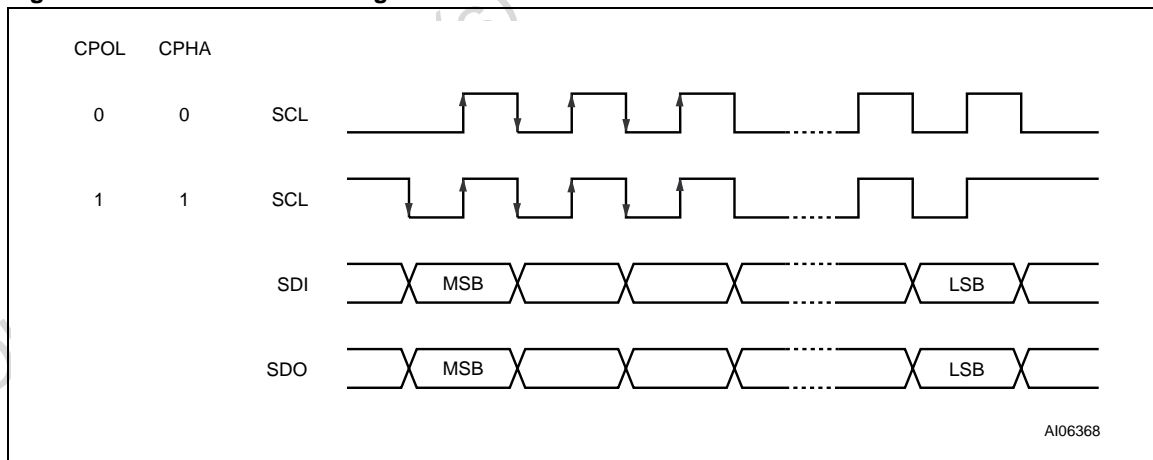 CPOL CPHA
0 0 SCL
1 1 SCL
SDI MSB LSB
SDO MSB LSB
AI06368